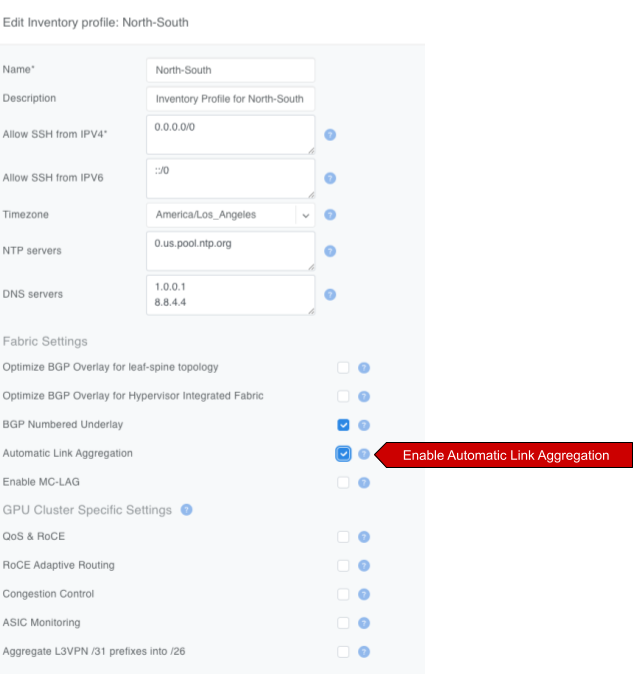 Edit Inventory profile: North-South
Name*
North-South
Description
Inventory Profile for North-South
Allow SSH from IPV4*
0.0.0.0/0
Allow SSH from IPV6
::/0
Timezone
America/Los_Angeles
NTP servers
0.us.pool.ntp.org
DNS servers
1.0.0.1
8.8.4.4
Fabric Settings
Optimize BGP Overlay for leaf-spine topology
Optimize BGP Overlay for Hypervisor Integrated Fabric
BGP Numbered Underlay
Automatic Link Aggregation
Enable Automatic Link Aggregation
Enable MC-LAG
GPU Cluster Specific Settings
QoS & RoCE
RoCE Adaptive Routing
Congestion Control
ASIC Monitoring
Aggregate L3VPN /31 prefixes into /26